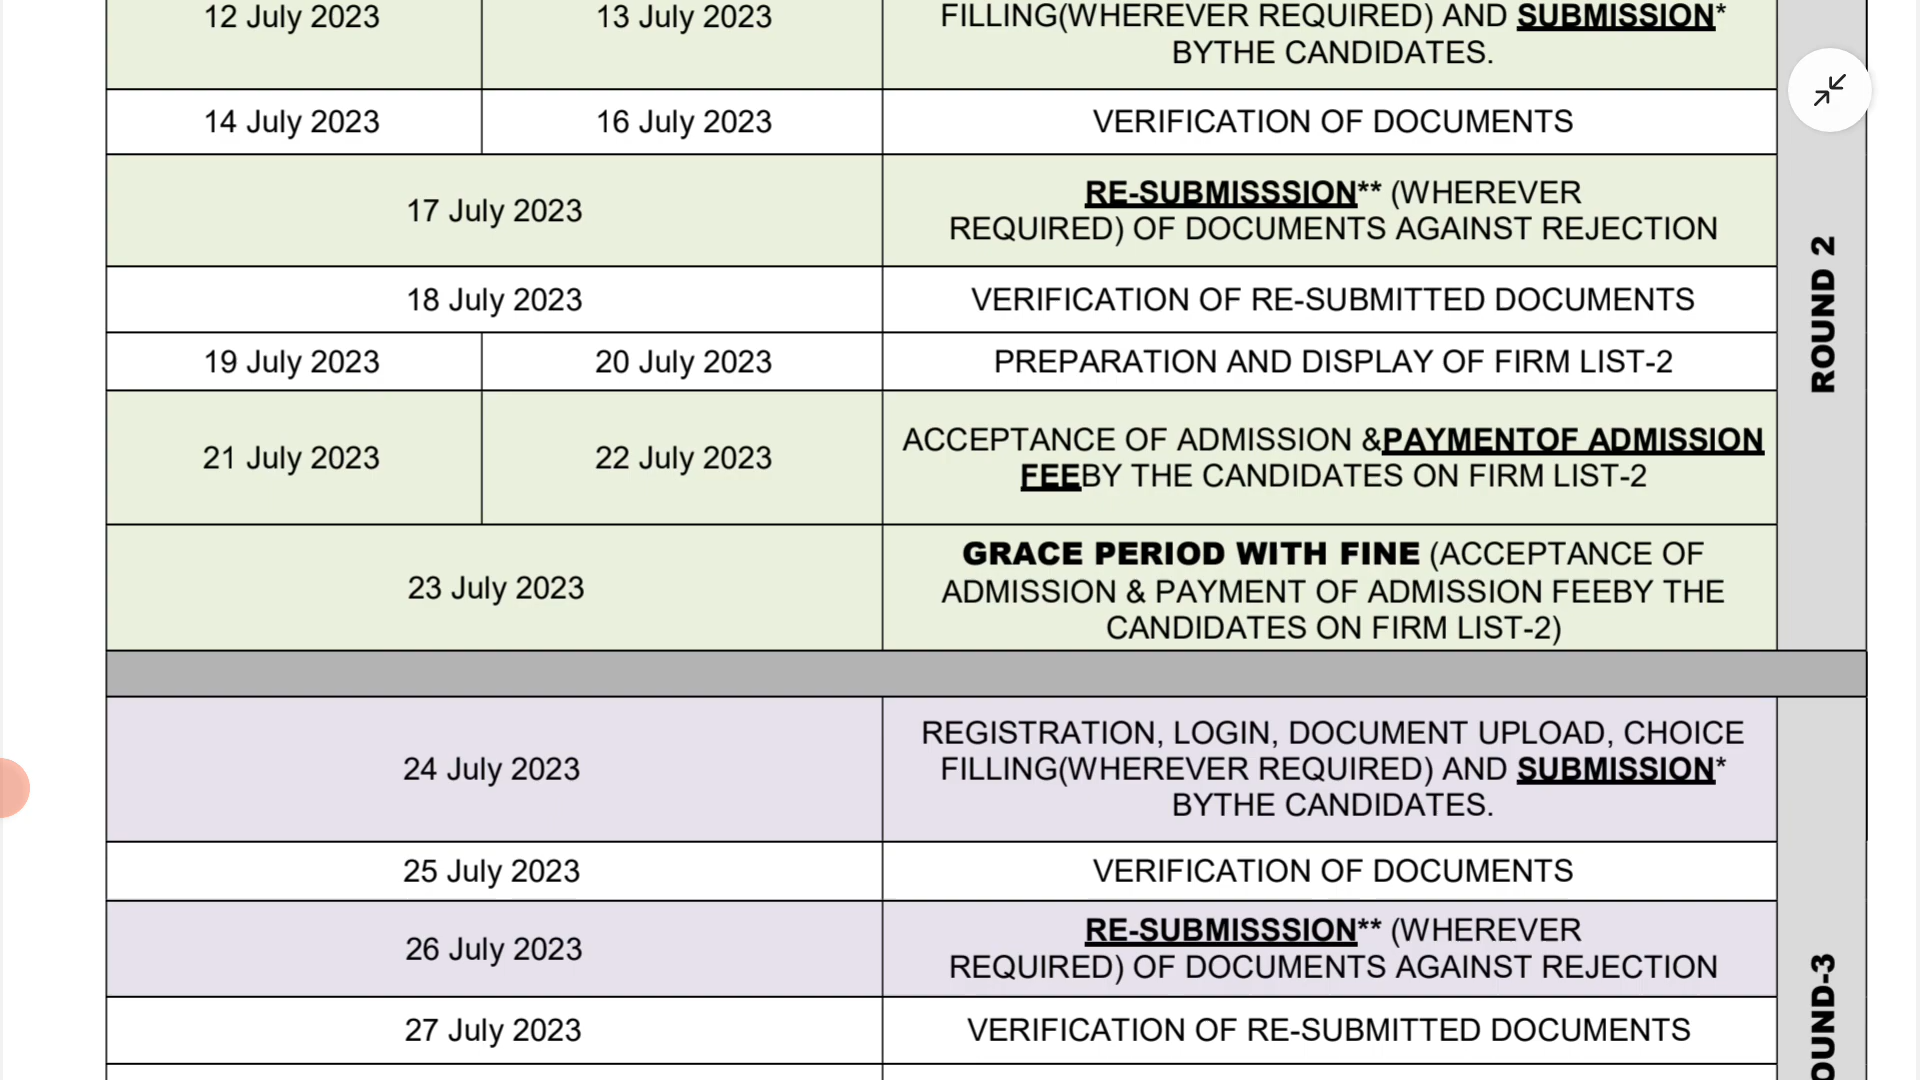 12 July 2023 13 July 2023 FILLING(WHEREVER REQUIRED) AND SUBMISSION*
BYTHE CANDIDATES.
14 July 2023 16 July 2023 VERIFICATION OF DOCUMENTS
17 July 2023
RE-SUBMISSSION** (WHEREVER
REQUIRED) OF DOCUMENTS AGAINST REJECTION
18 July 2023 VERIFICATION OF RE-SUBMITTED DOCUMENTS
19 July 2023 20 July 2023 PREPARATION AND DISPLAY OF FIRM LIST-2
21 July 2023 22 July 2023
ACCEPTANCE OF ADMISSION &PAYMENTOF ADMISSION
FEEBY THE CANDIDATES ON FIRM LIST-2
23 July 2023
GRACE PERIOD WITH FINE (ACCEPTANCE OF
ADMISSION & PAYMENT OF ADMISSION FEEBY THE
CANDIDATES ON FIRM LIST-2)
ROUND 2
24 July 2023
REGISTRATION, LOGIN, DOCUMENT UPLOAD, CHOICE
FILLING(WHEREVER REQUIRED) AND SUBMISSION*
BYTHE CANDIDATES.
25 July 2023 VERIFICATION OF DOCUMENTS
26 July 2023
RE-SUBMISSSION** (WHEREVER
REQUIRED) OF DOCUMENTS AGAINST REJECTION
27 July 2023 VERIFICATION OF RE-SUBMITTED DOCUMENTS
OUND-3